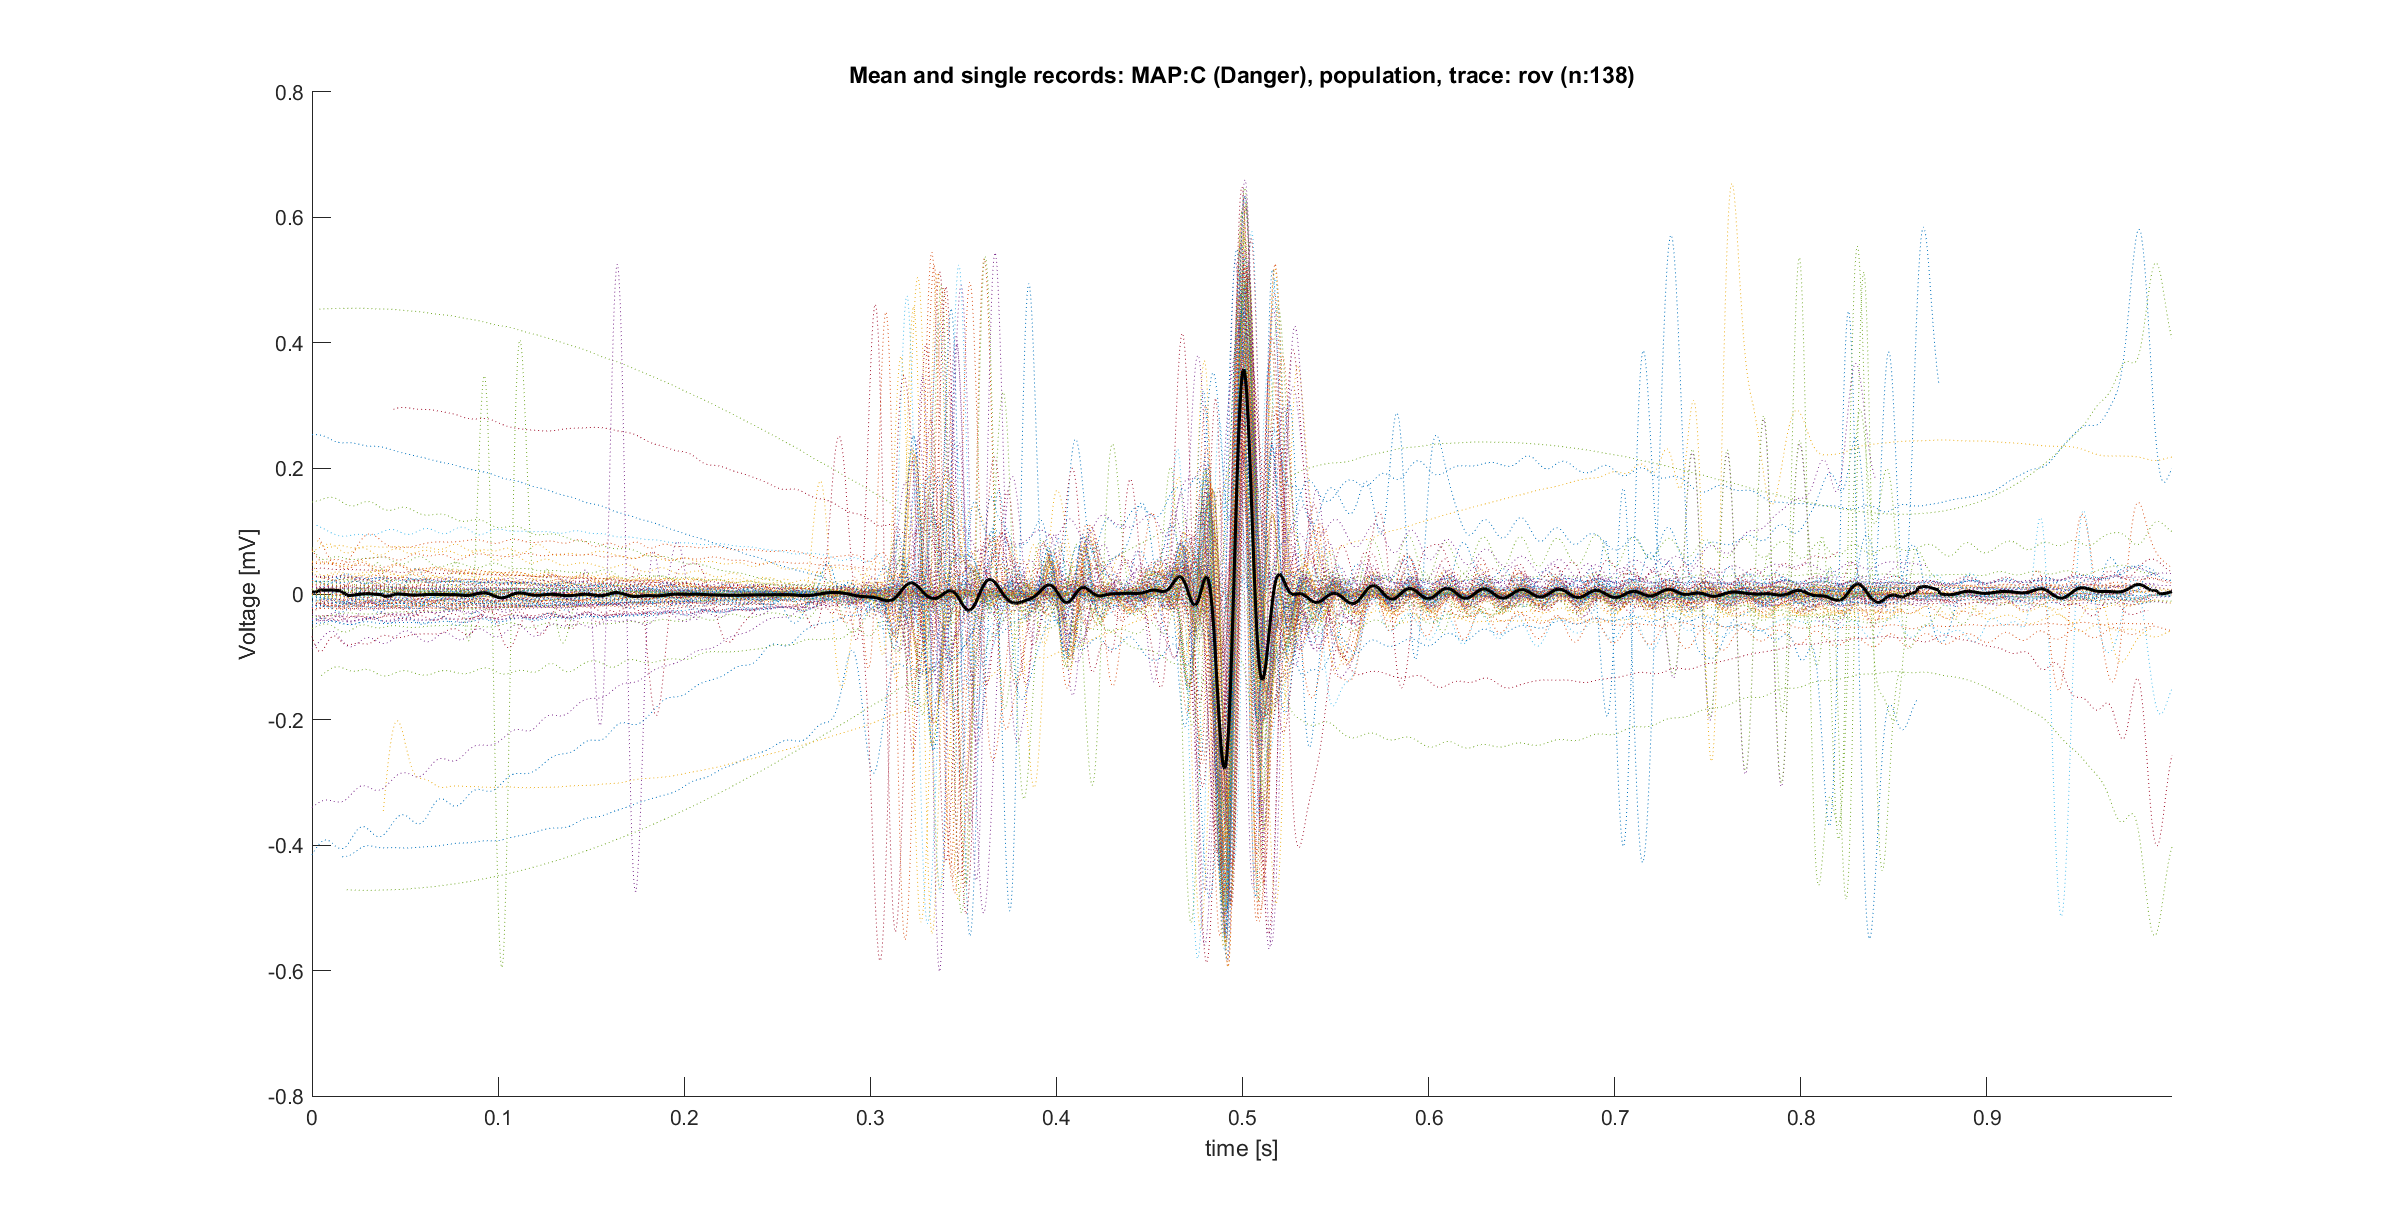 Mean and single records: MAP:C (Danger), population, trace: rov (n:138)
0.8
0.6
0.4
0.2
0
-0.2
-0.4
-0.6
-0.8
Voltage [mV]
0 0.1 0.2 0.3 0.4 0.5 0.6 0.7 0.8 0.9
time [s]